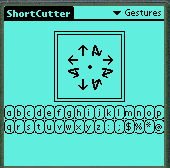 ShortCutter ▼ Gestures
A A
A A
a b c d e f g h i j k l m n o p
q r s t u v w x y z : ; $ % * @